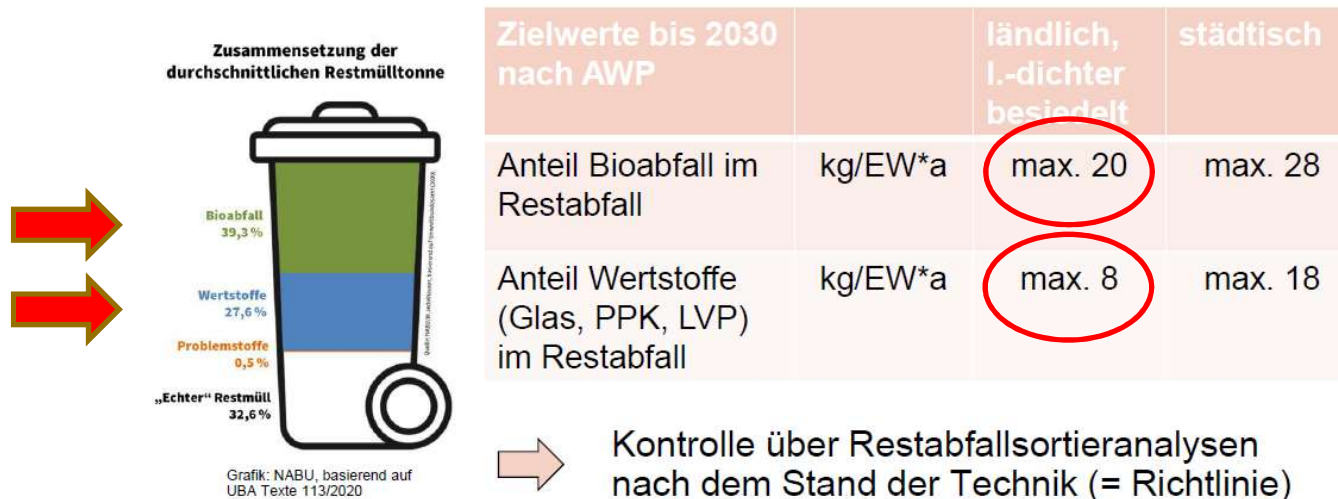 Zusammensetzung der
durchschnittlichen Restmülltonne
Bioabfall
39,3 %
Wertstoffe
27,6 %
Problemstoffe
0,5 %
„Echter“ Restmüll
32,6 %
Grafik: NABU, basierend auf
UBA Texte 113/2020
Zielwerte bis 2030
nach AWP
ländlich,
l.-dichter
besiedelt
städtisch
Anteil Bioabfall im
Restabfall
kg/EW*a
max. 20
max. 28
Anteil Wertstoffe
(Glas, PPK, LVP)
im Restabfall
kg/EW*a
max. 8
max. 18
Kontrolle über Restabfallsortieranalysen
nach dem Stand der Technik (= Richtlinie)